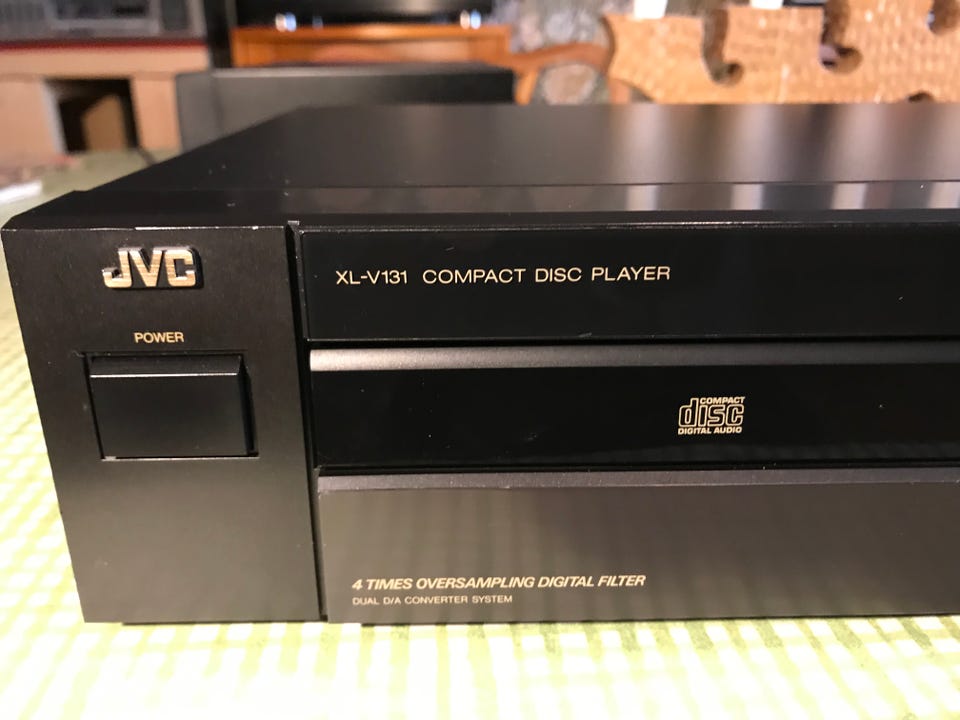 JVC
XL-V131 COMPACT DISC PLAYER
POWER
COMPACT
disc
DIGITAL AUDIO
4 TIMES OVERSAMPLING DIGITAL FILTER
DUAL D/A CONVERTER SYSTEM